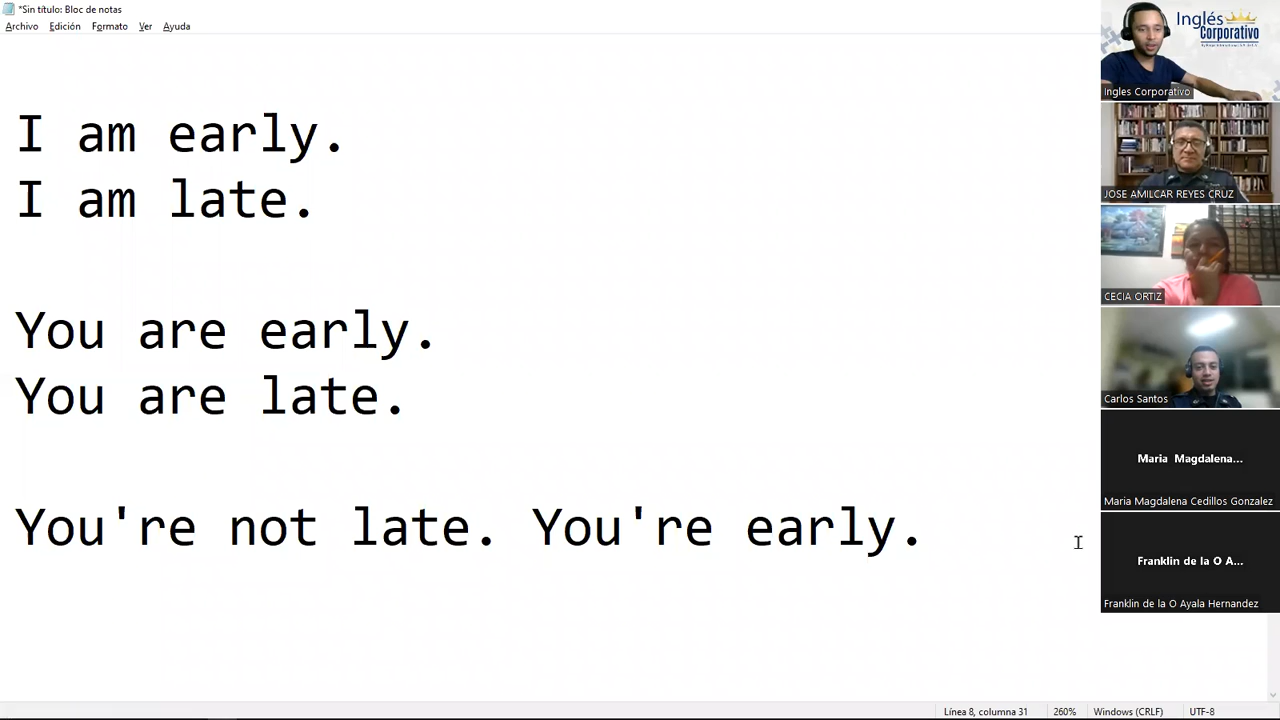 *Sin título: Bloc de notas
Archivo Edición Formato Ver Ayuda
I am early.
I am late.
You are early.
You are late.
You're not late. You're early.
Inglés
Corporativo
Ingles Corporativo
JOSE AMILCAR REYES CRUZ
CECIA ORTIZ
Carlos Santos
Maria Magdalena...
Maria Magdalena Cedillos Gonzalez
Franklin de la O A...
Franklin de la O Ayala Hernandez
Línea 8, columna 31 260% Windows (CRLF) UTF-8